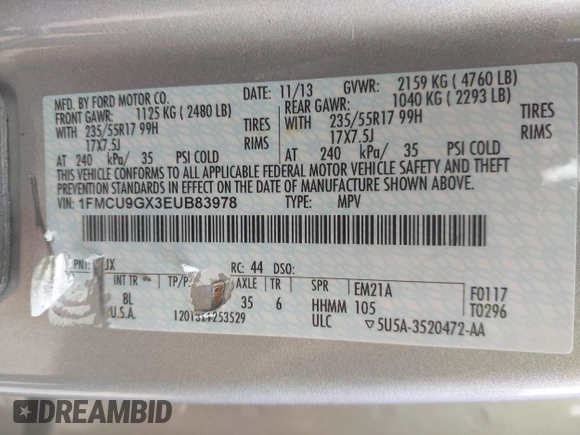 MFD. BY FORD MOTOR CO.
DATE: 11/13 GVWR: 2159 KG ( 4760 LB)
FRONT GAWR: 1125 KG ( 2480 LB) REAR GAWR: 1040 KG ( 2293 LB)
WITH 235/55R17 99H TIRES WITH 235/55R17 99H TIRES
17X7.5J RIMS 17X7.5J RIMS
AT 240 kPa/ 35 PSI COLD AT 240 kPa/ 35 PSI COLD
THIS VEHICLE CONFORMS TO ALL APPLICABLE FEDERAL MOTOR VEHICLE SAFETY AND THEFT
PREVENTION STANDARDS IN EFFECT ON THE DATE OF MANUFACTURE SHOWN ABOVE.
VIN: 1FMCU9GX3EUB83978 TYPE: MPV
UX RC: 44 DSO:
INT TR AXLE TR SPR EM21A F0117
8L 35 6 HHMM 105 T0296
U.S.A. ULC 5U5A-3520472-AA
DREAMBID